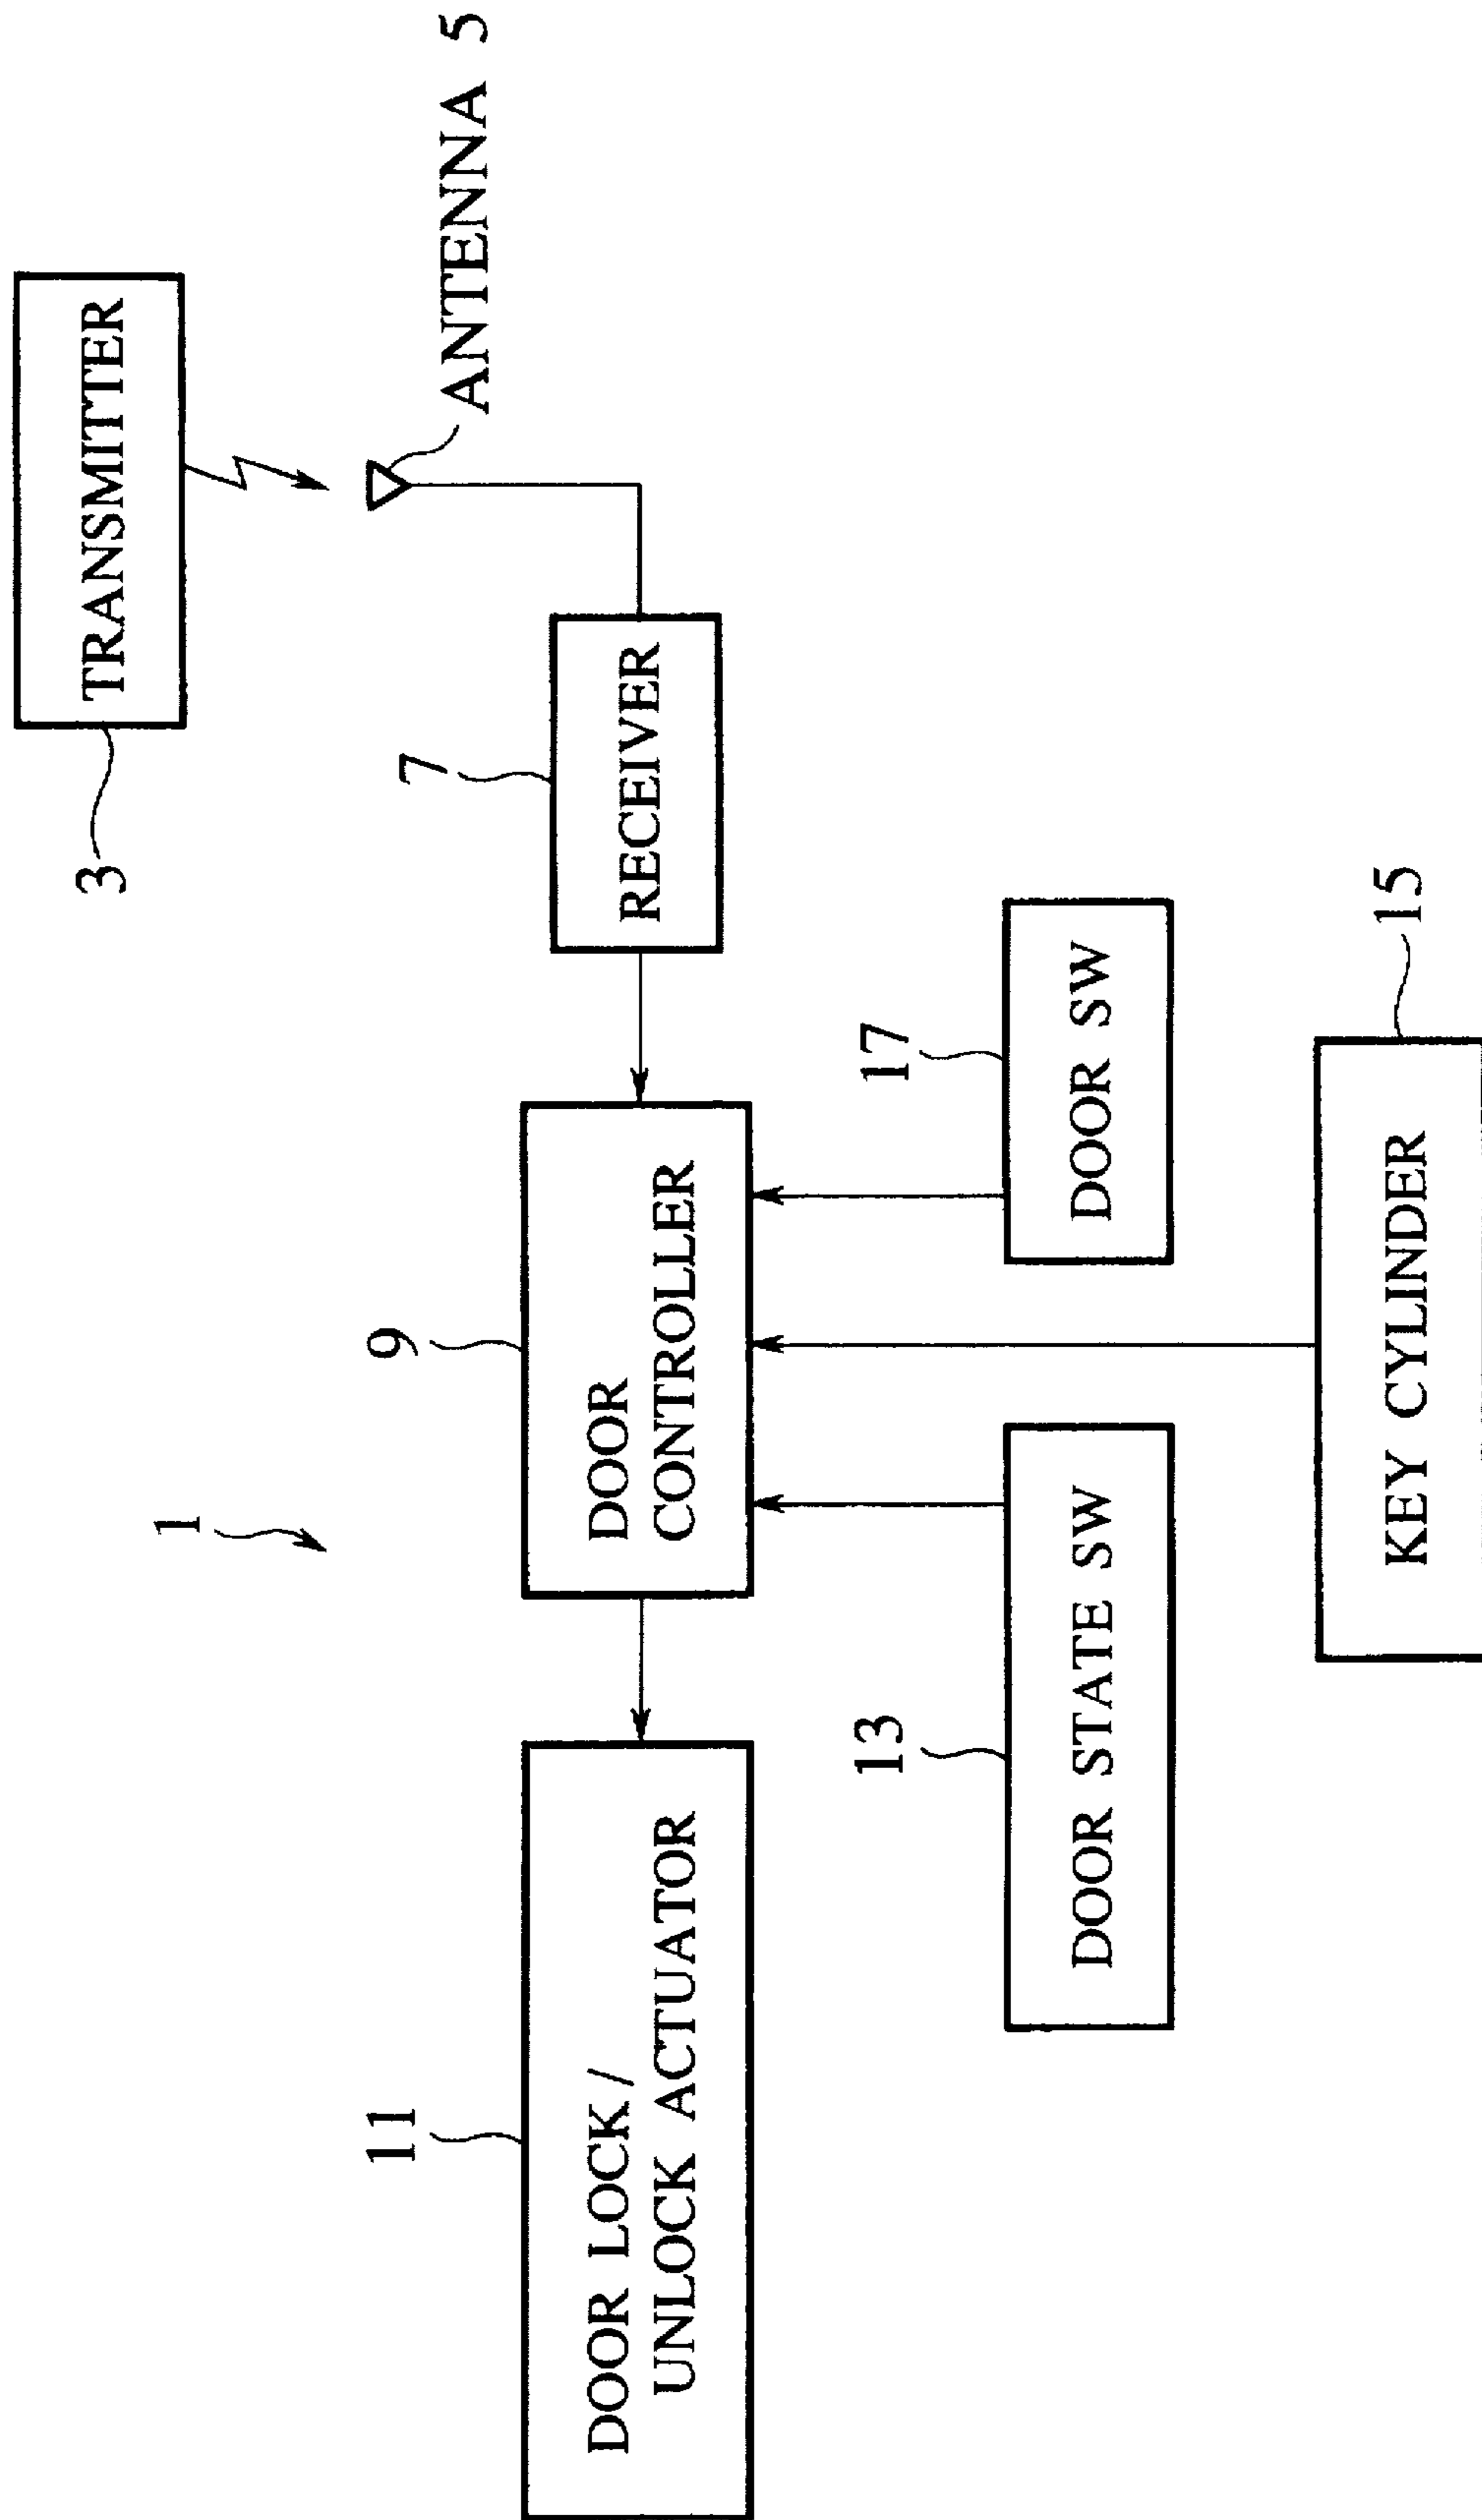 TRANSMITTER
3
ANTENNA 5
1
11
9
7
DOOR LOCK /
UNLOCK ACTUATOR
DOOR
CONTROLLER
RECEIVER
13
17
DOOR STATE SW
DOOR SW
KEY CYLINDER
15